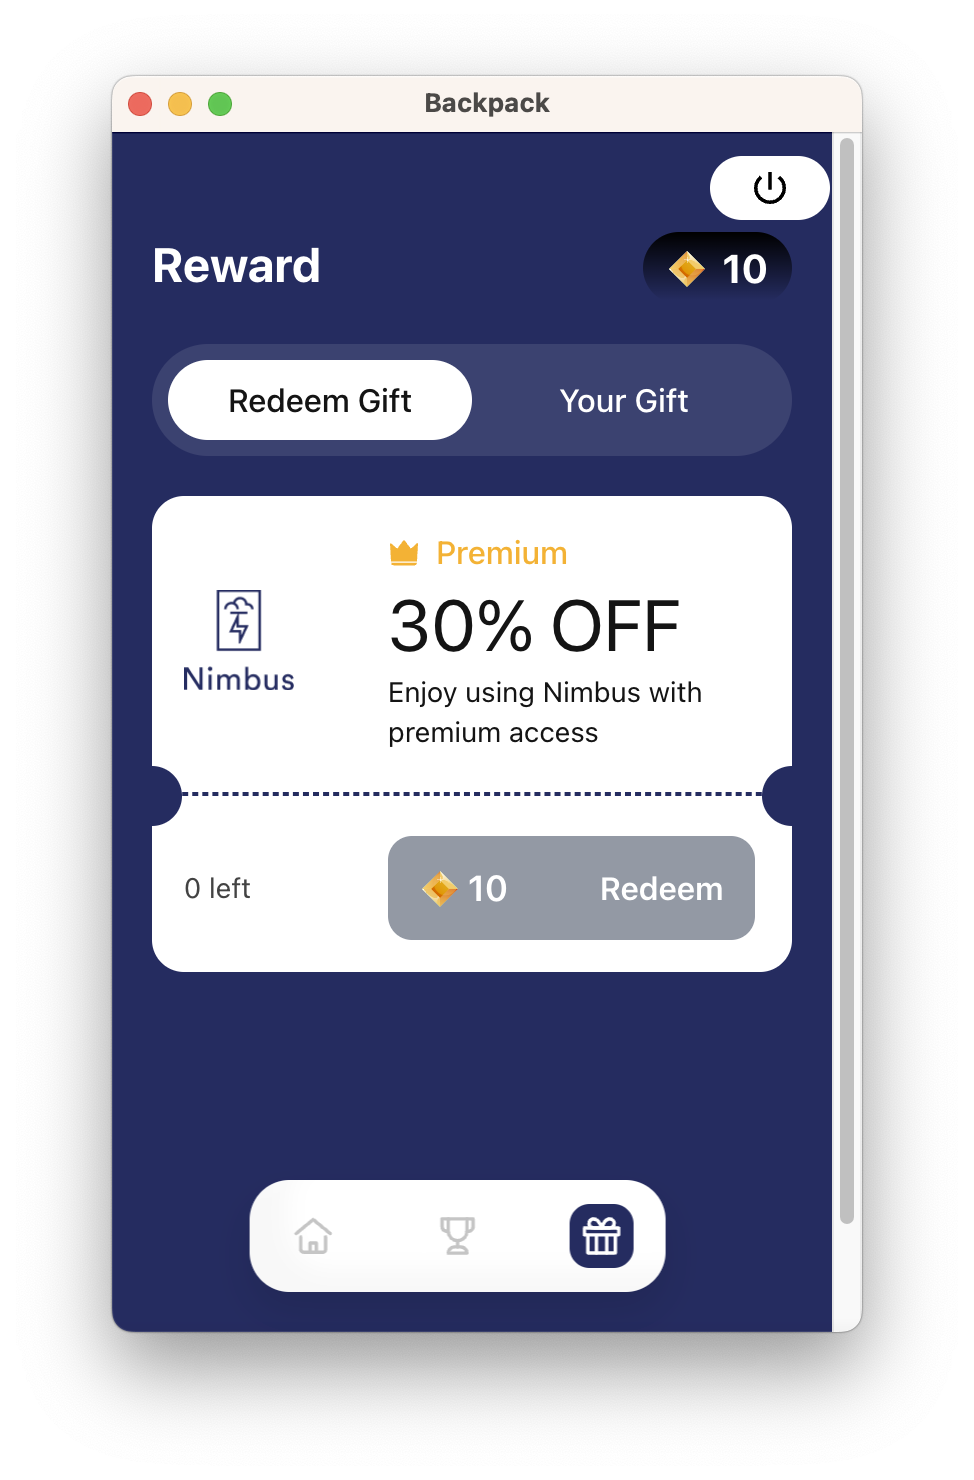 Backpack
Reward
10
Redeem Gift
Your Gift
Premium
30% OFF
Nimbus
Enjoy using Nimbus with
premium access
0 left
10
Redeem